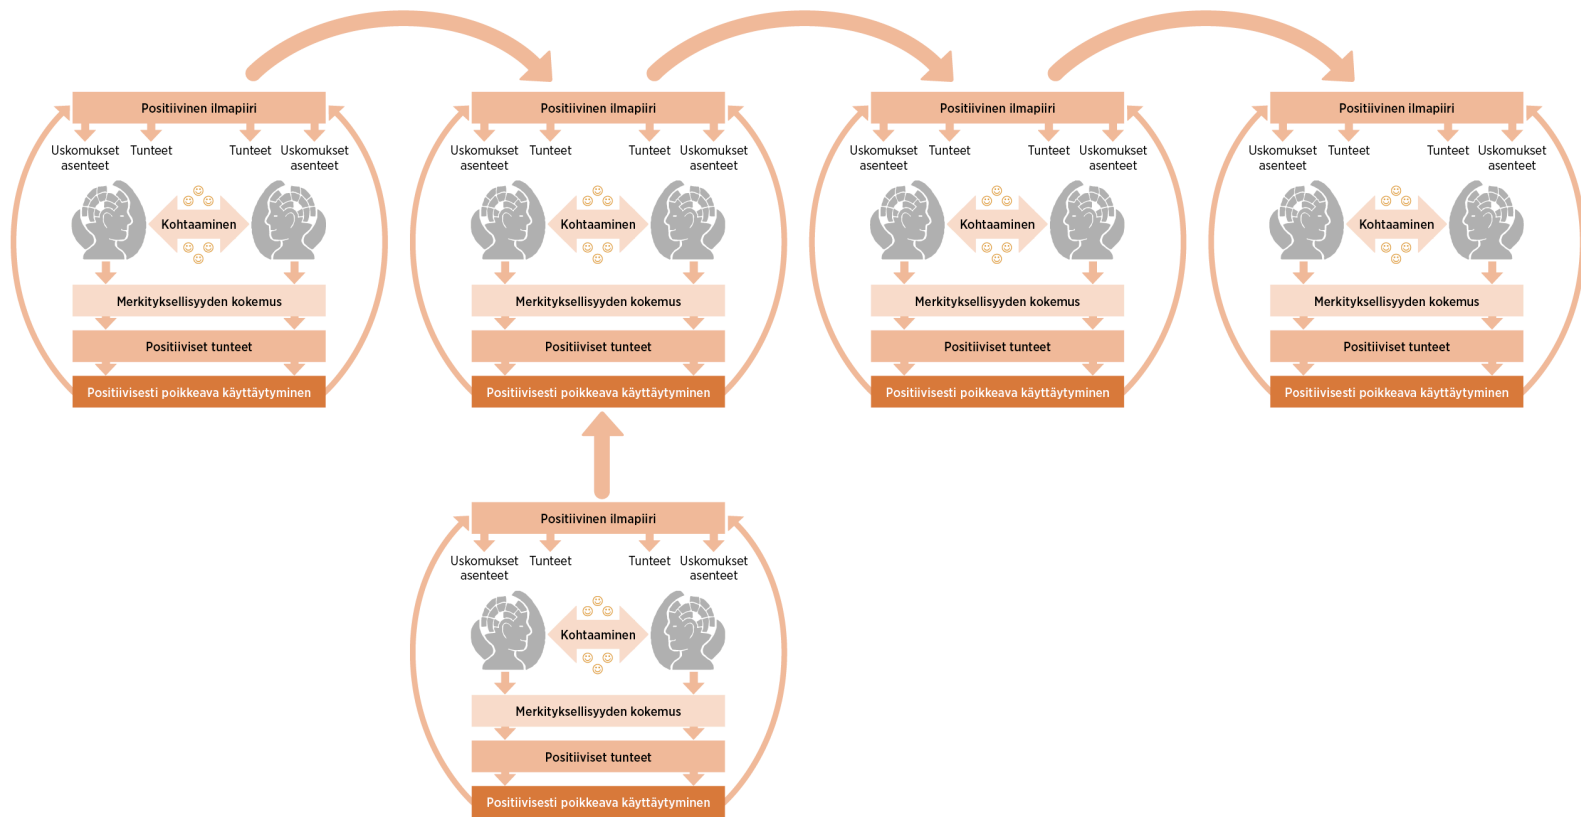 Positiivinen ilmapiiri
Uskomukset asenteet
Tunteet
Tunteet
Uskomukset asenteet
Kohtaaminen
Merkityksellisyyden kokemus
Positiiviset tunteet
Positiivisesti poikkeava käyttäytyminen
Positiivinen ilmapiiri
Uskomukset asenteet
Tunteet
Tunteet
Uskomukset asenteet
Kohtaaminen
Merkityksellisyyden kokemus
Positiiviset tunteet
Positiivisesti poikkeava käyttäytyminen
Positiivinen ilmapiiri
Uskomukset asenteet
Tunteet
Tunteet
Uskomukset asenteet
Kohtaaminen
Merkityksellisyyden kokemus
Positiiviset tunteet
Positiivisesti poikkeava käyttäytyminen
Positiivinen ilmapiiri
Uskomukset asenteet
Tunteet
Tunteet
Uskomukset asenteet
Kohtaaminen
Merkityksellisyyden kokemus
Positiiviset tunteet
Positiivisesti poikkeava käyttäytyminen
Positiivinen ilmapiiri
Uskomukset asenteet
Tunteet
Tunteet
Uskomukset asenteet
Kohtaaminen
Merkityksellisyyden kokemus
Positiiviset tunteet
Positiivisesti poikkeava käyttäytyminen